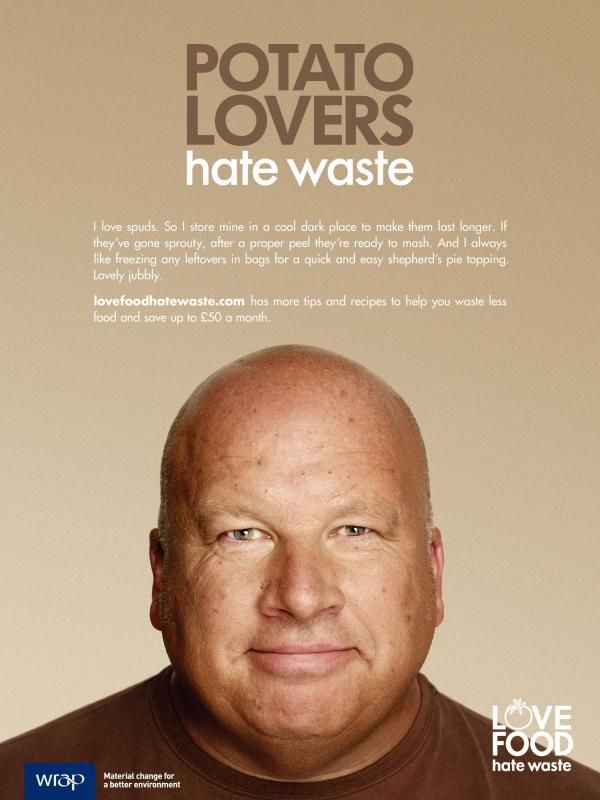 POTATO
LOVERS
hate waste
I love spuds. So I store mine in a cool dark place to make them last longer. If
they've gone sprouty, after a proper peel they're ready to mash. And I always
like freezing any leftovers in bags for a quick and easy shepherd's pie topping.
Lovely jubbly.
lovefoodhatewaste.com has more tips and recipes to help you waste less
food and save up to £50 a month.
LOVE
FOOD
hate waste
wrap
Material change for
a better environment